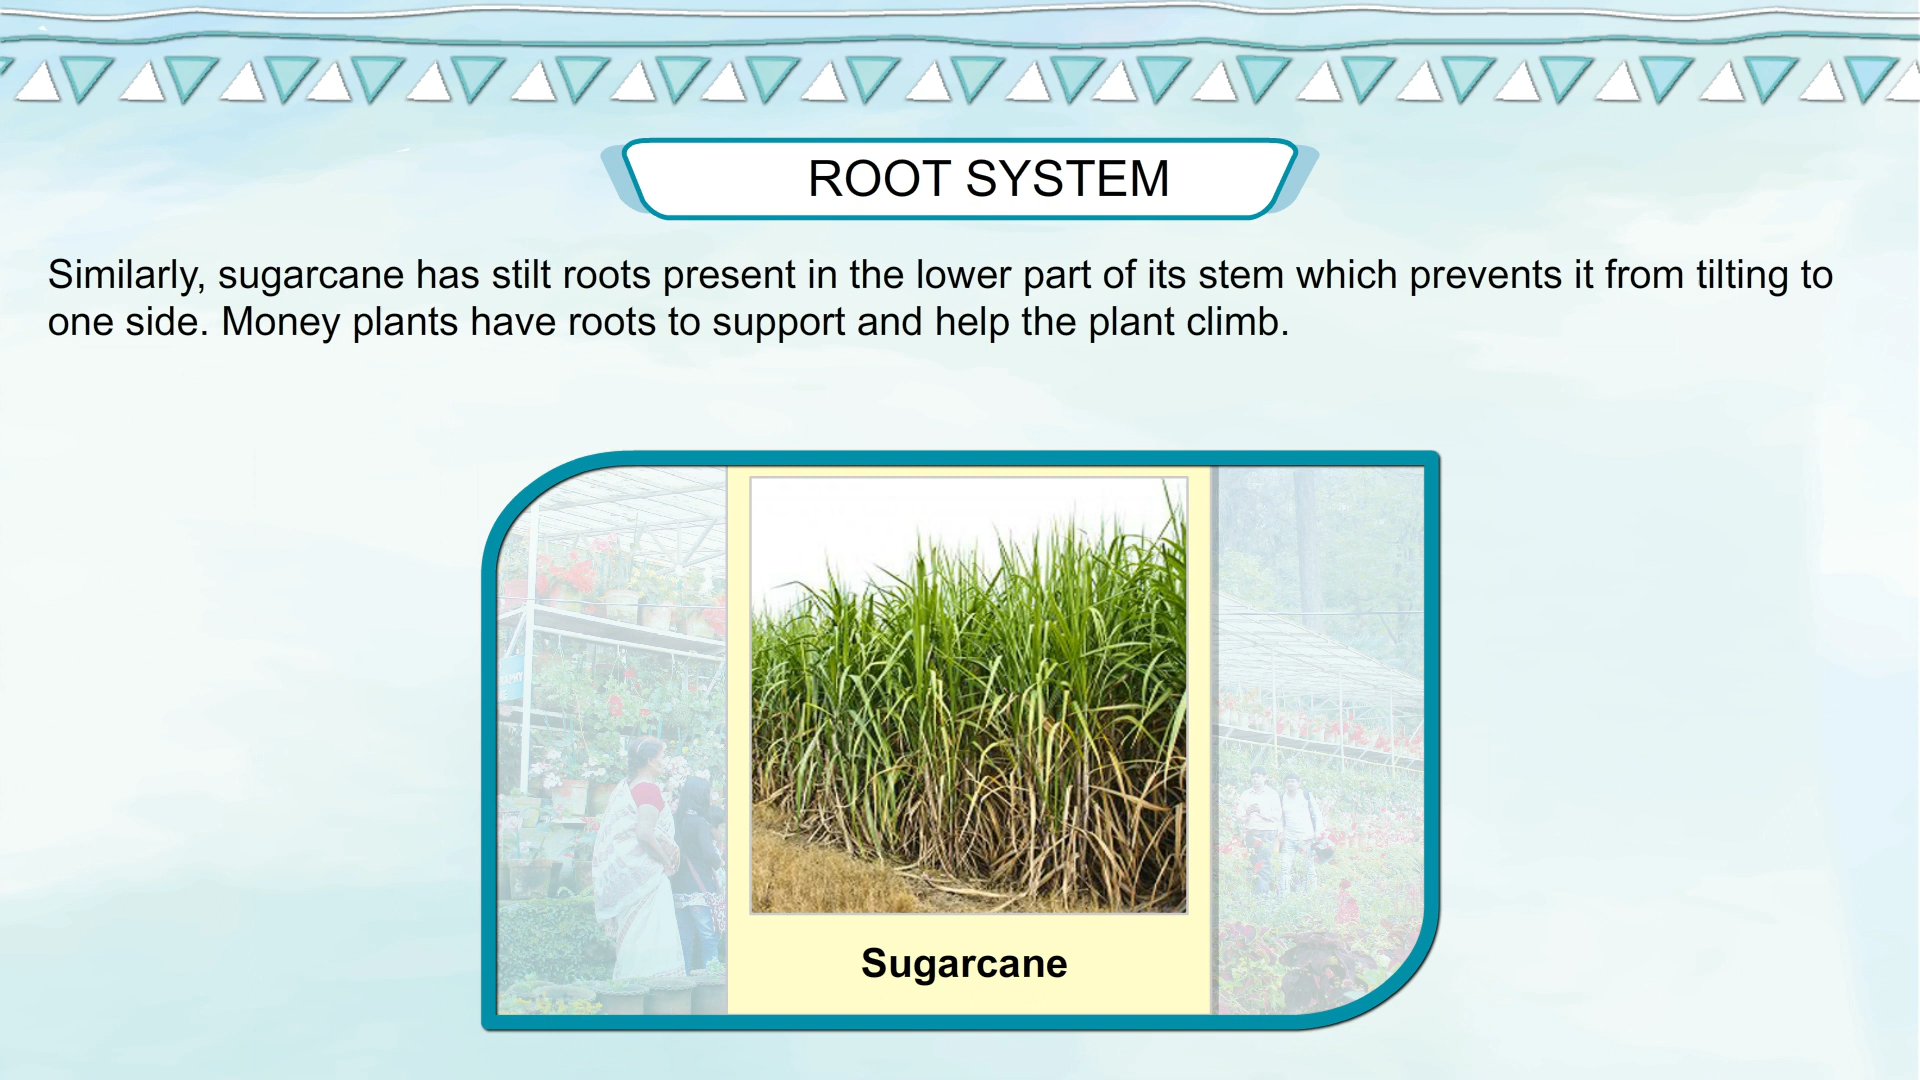 ROOT SYSTEM
Similarly, sugarcane has stilt roots present in the lower part of its stem which prevents it from tilting to
one side. Money plants have roots to support and help the plant climb.
Sugarcane